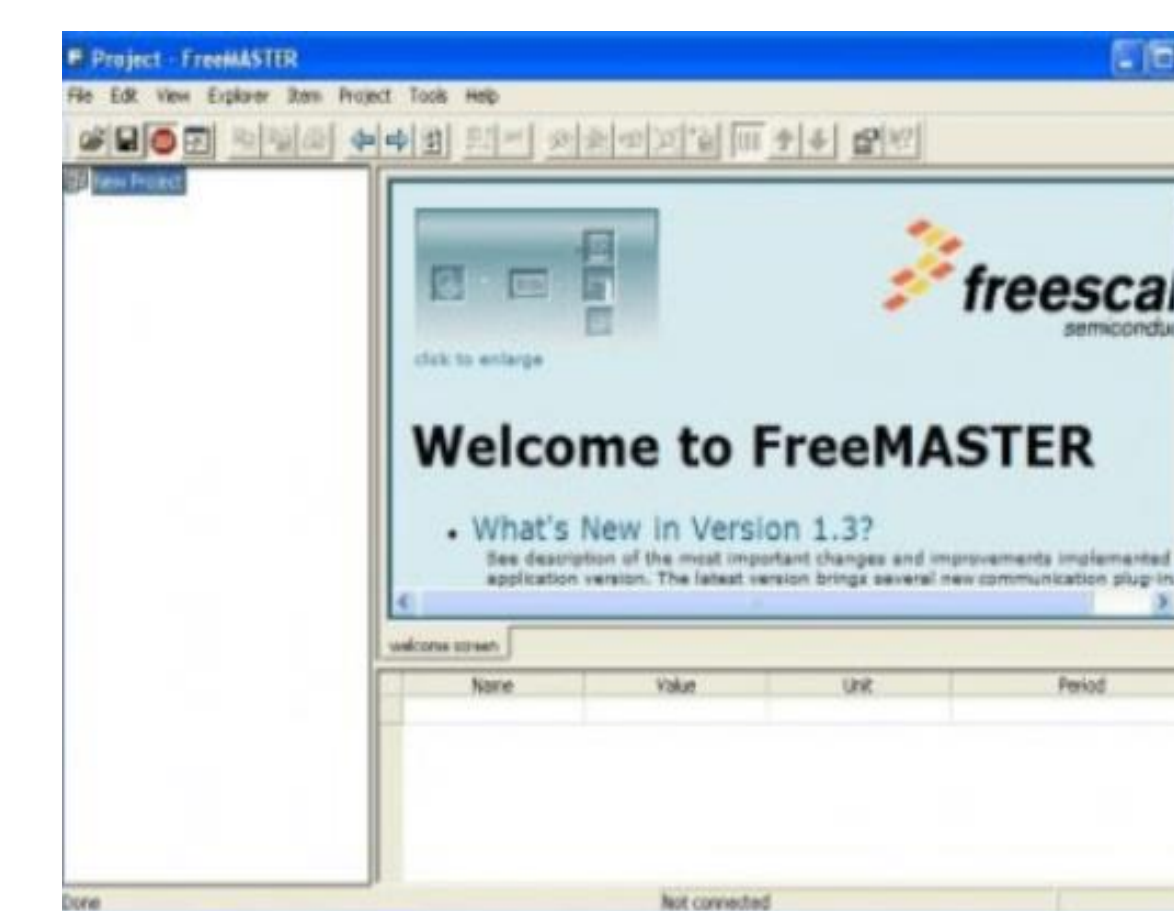 Project - FreeMASTER
File Edit View Explorer Item Project Tools Help
New Project
click to enlarge
freescal
semiconduc
Welcome to FreeMASTER
• What's New in Version 1.3?
See description of the most important changes and improvements implemented
application version. The latest version brings several new communication plug-in
welcome screen
Name Value Unit Period
Done Not connected